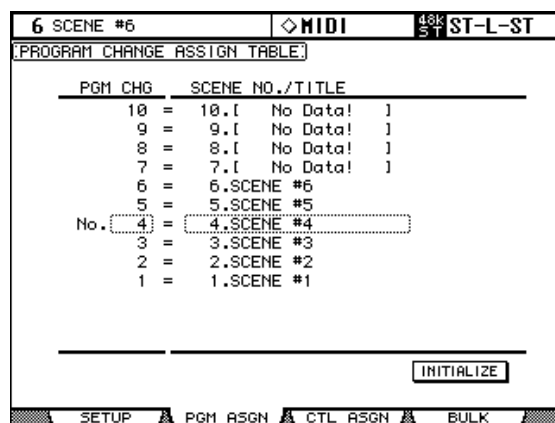 6 SCENE #6 ◇MIDI 48K ST ST-L-ST
PROGRAM CHANGE ASSIGN TABLE
PGM CHG SCENE NO./TITLE
10 = 10.[ No Data! ]
9 = 9.[ No Data! ]
8 = 8.[ No Data! ]
7 = 7.[ No Data! ]
6 = 6.SCENE #6
5 = 5.SCENE #5
No. 4 = 4.SCENE #4
3 = 3.SCENE #3
2 = 2.SCENE #2
1 = 1.SCENE #1
INITIALIZE
SETUP PGM ASGN CTL ASGN BULK